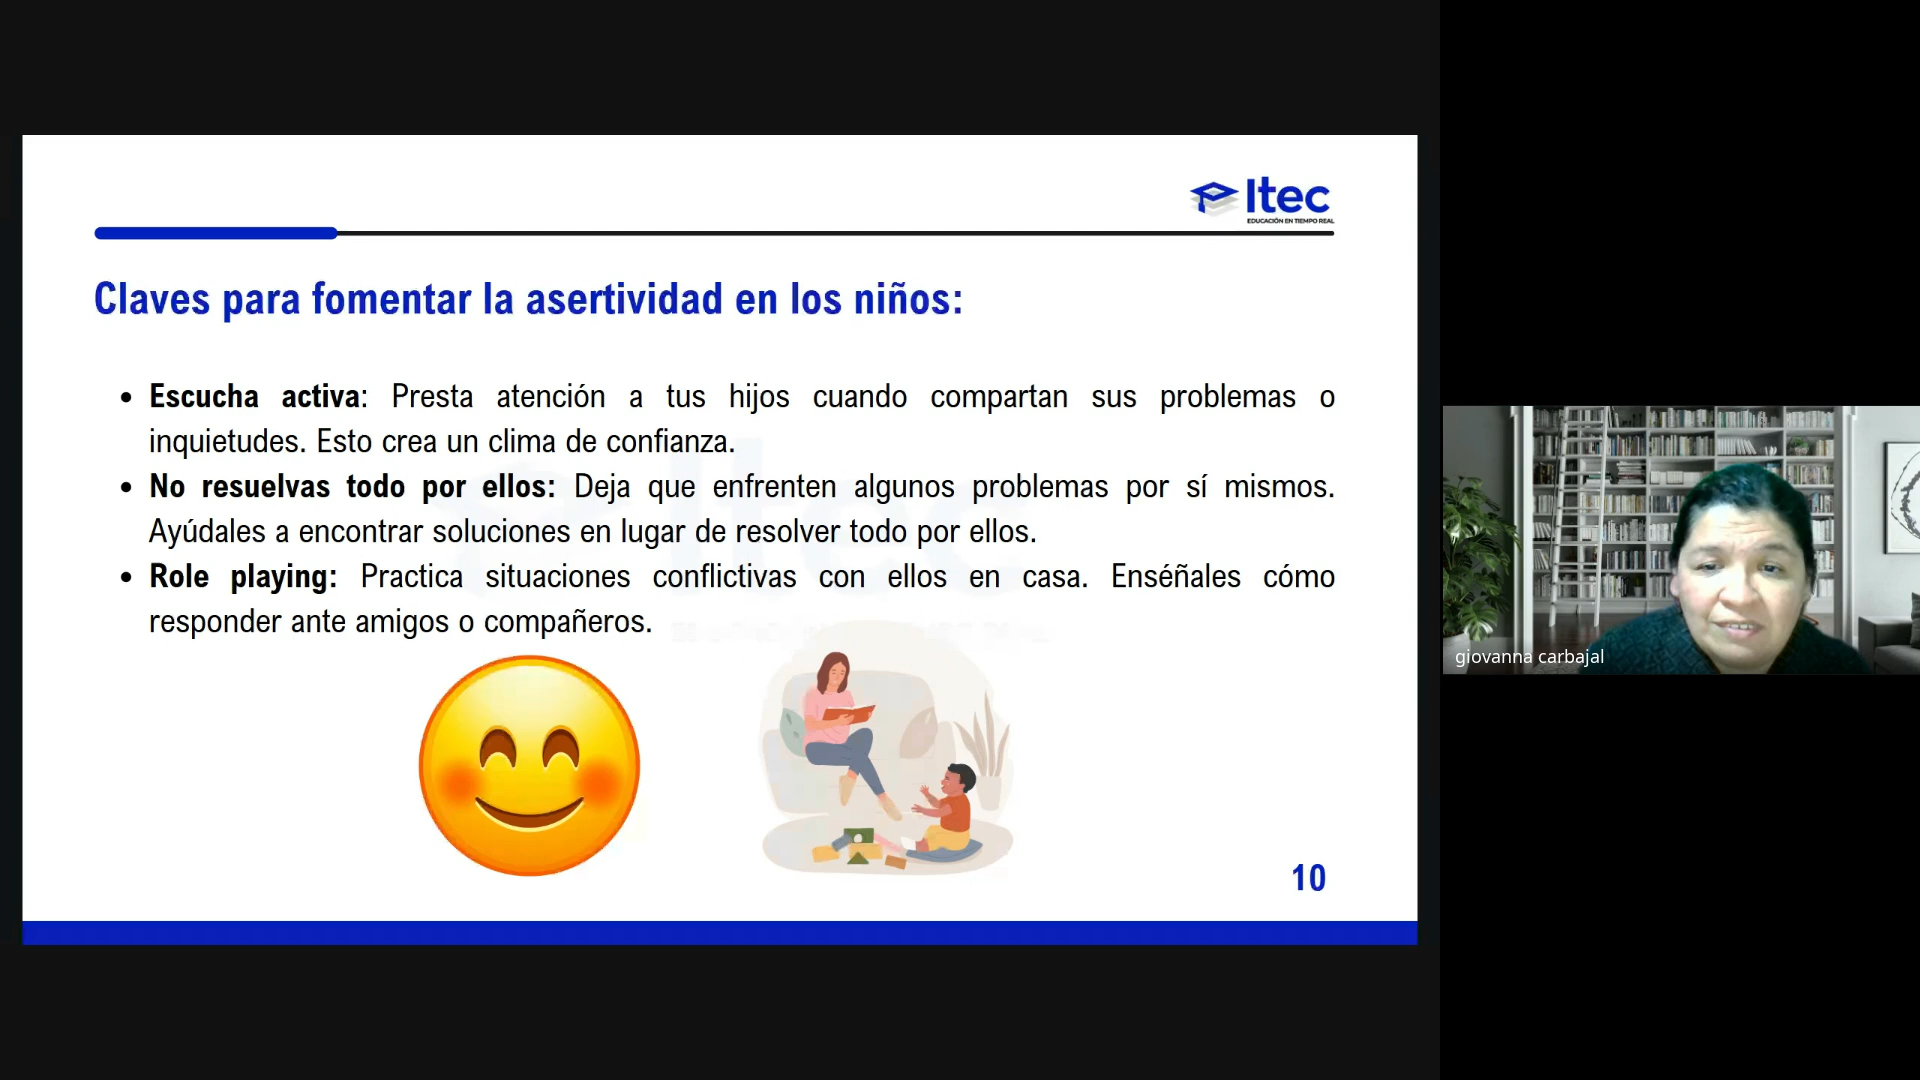 Itec
EDUCACIÓN EN TIEMPO REAL
Claves para fomentar la asertividad en los niños:
• Escucha activa: Presta atención a tus hijos cuando compartan sus problemas o
inquietudes. Esto crea un clima de confianza.
• No resuelvas todo por ellos: Deja que enfrenten algunos problemas por sí mismos.
Ayúdales a encontrar soluciones en lugar de resolver todo por ellos.
• Role playing: Practica situaciones conflictivas con ellos en casa. Enséñales cómo
responder ante amigos o compañeros.
10
giovanna carbajal